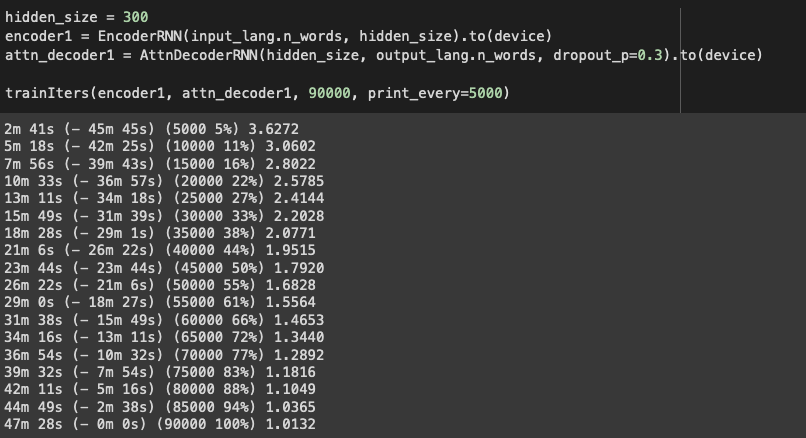 hidden_size = 300
encoder1 = EncoderRNN(input_lang.n_words, hidden_size).to(device)
attn_decoder1 = AttnDecoderRNN(hidden_size, output_lang.n_words, dropout_p=0.3).to(device)
trainIters(encoder1, attn_decoder1, 90000, print_every=5000)
2m 41s (- 45m 45s) (5000 5%) 3.6272
5m 18s (- 42m 25s) (10000 11%) 3.0602
7m 56s (- 39m 43s) (15000 16%) 2.8022
10m 33s (- 36m 57s) (20000 22%) 2.5785
13m 11s (- 34m 18s) (25000 27%) 2.4144
15m 49s (- 31m 39s) (30000 33%) 2.2028
18m 28s (- 29m 1s) (35000 38%) 2.0771
21m 6s (- 26m 22s) (40000 44%) 1.9515
23m 44s (- 23m 44s) (45000 50%) 1.7920
26m 22s (- 21m 6s) (50000 55%) 1.6828
29m 0s (- 18m 27s) (55000 61%) 1.5564
31m 38s (- 15m 49s) (60000 66%) 1.4653
34m 16s (- 13m 11s) (65000 72%) 1.3440
36m 54s (- 10m 32s) (70000 77%) 1.2892
39m 32s (- 7m 54s) (75000 83%) 1.1816
42m 11s (- 5m 16s) (80000 88%) 1.1049
44m 49s (- 2m 38s) (85000 94%) 1.0365
47m 28s (- 0m 0s) (90000 100%) 1.0132